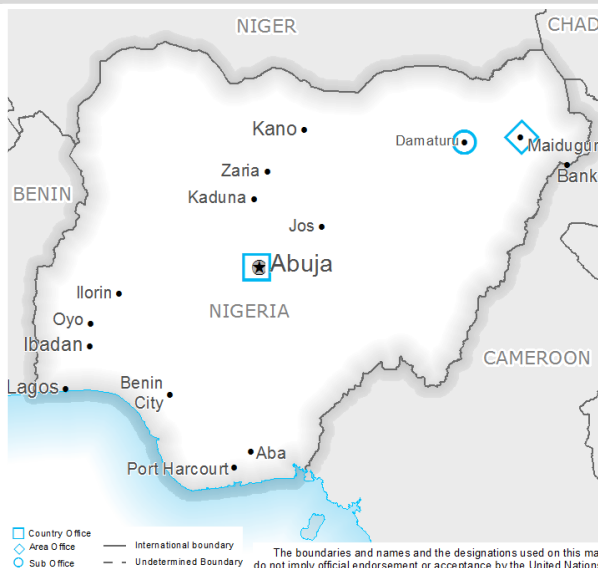 NIGER
CHAD
Kano
Damaturu
Maidugur
Bank
Zaria
BENIN
Kaduna
Jos
Abuja
Ilorin
NIGERIA
Oyo
Ibadan
CAMEROON
Lagos
Benin
City
Aba
Port Harcourt
Country Office
Area Office
International boundary
Sub Office
Undetermined Boundary
The boundaries and names and the designations used on this ma
do not imply official endorsement or acceptance by the United Nations